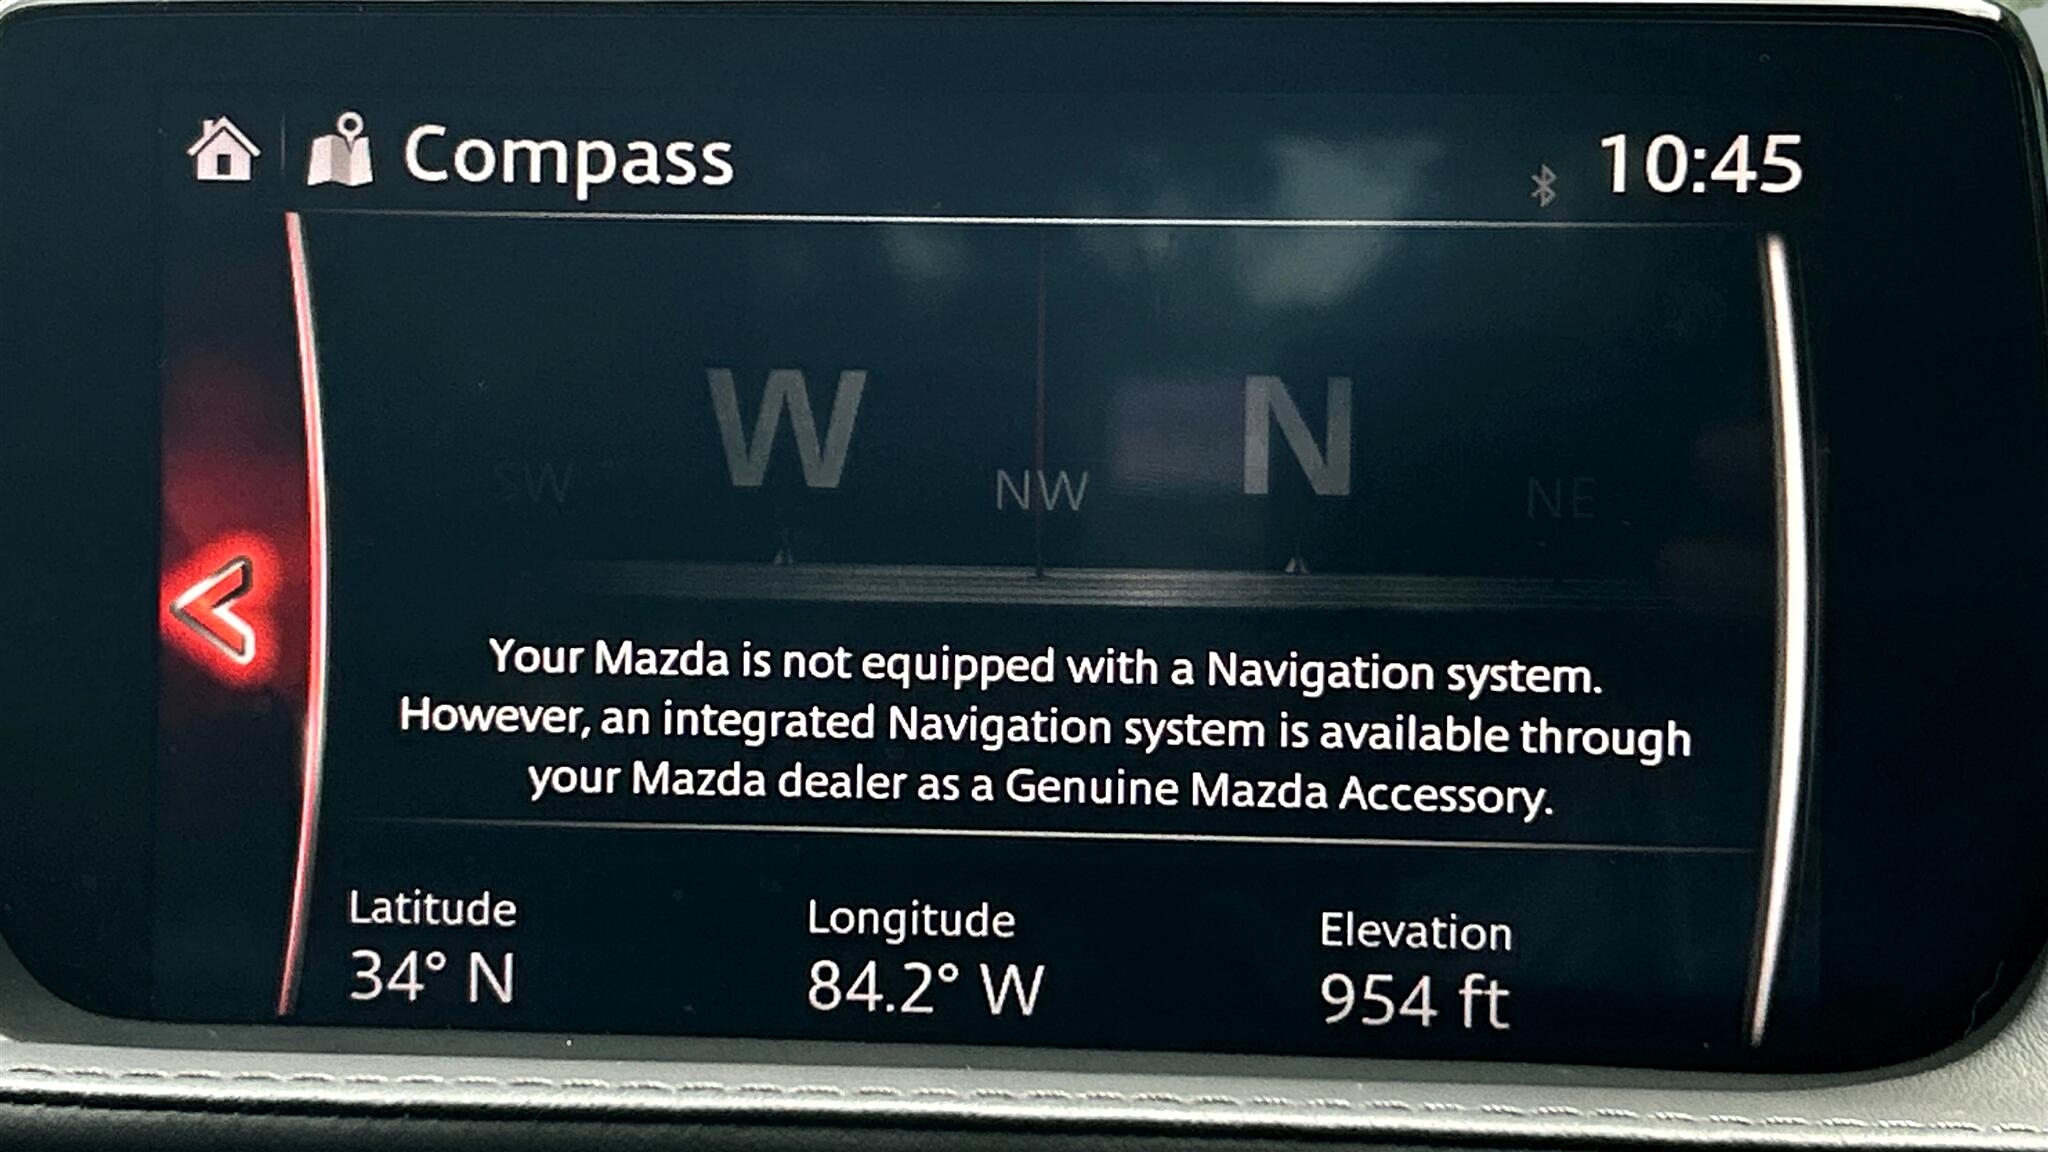 Compass
10:45
W N
SW NW NE
Your Mazda is not equipped with a Navigation system.
However, an integrated Navigation system is available through
your Mazda dealer as a Genuine Mazda Accessory.
Latitude Longitude Elevation
34° N 84.2° W 954 ft